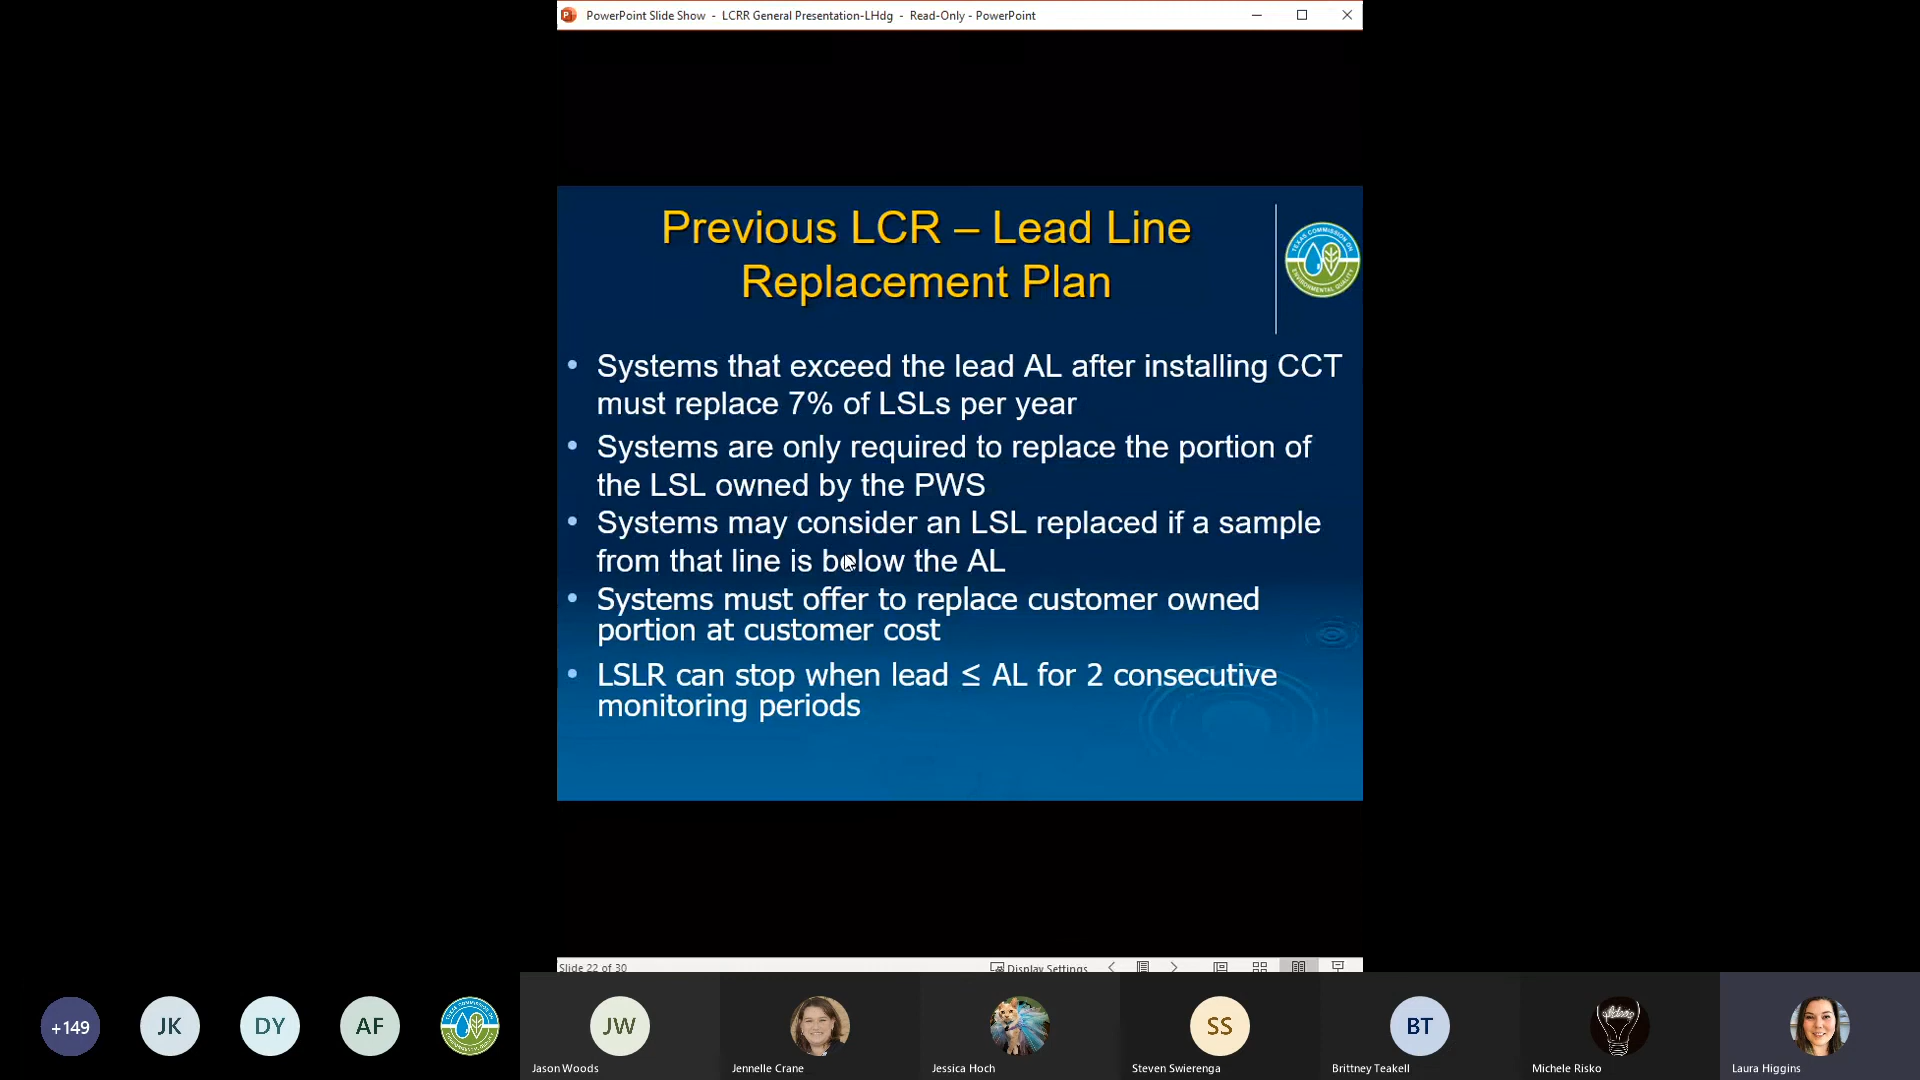 PowerPoint Slide Show - LCRR General Presentation-LHdg - Read-Only - PowerPoint
Previous LCR – Lead Line
Replacement Plan
TEXAS COMMISSION ON
ENVIRONMENTAL QUALITY
• Systems that exceed the lead AL after installing CCT
must replace 7% of LSLs per year
• Systems are only required to replace the portion of
the LSL owned by the PWS
• Systems may consider an LSL replaced if a sample
from that line is below the AL
• Systems must offer to replace customer owned
portion at customer cost
• LSLR can stop when lead ≤ AL for 2 consecutive
monitoring periods
Slide 22 of 30
Display Settings
+149
JK
DY
AF
JW
SS
BT
Jason Woods
Jennelle Crane
Jessica Hoch
Steven Swierenga
Brittney Teakell
Michele Risko
Laura Higgins